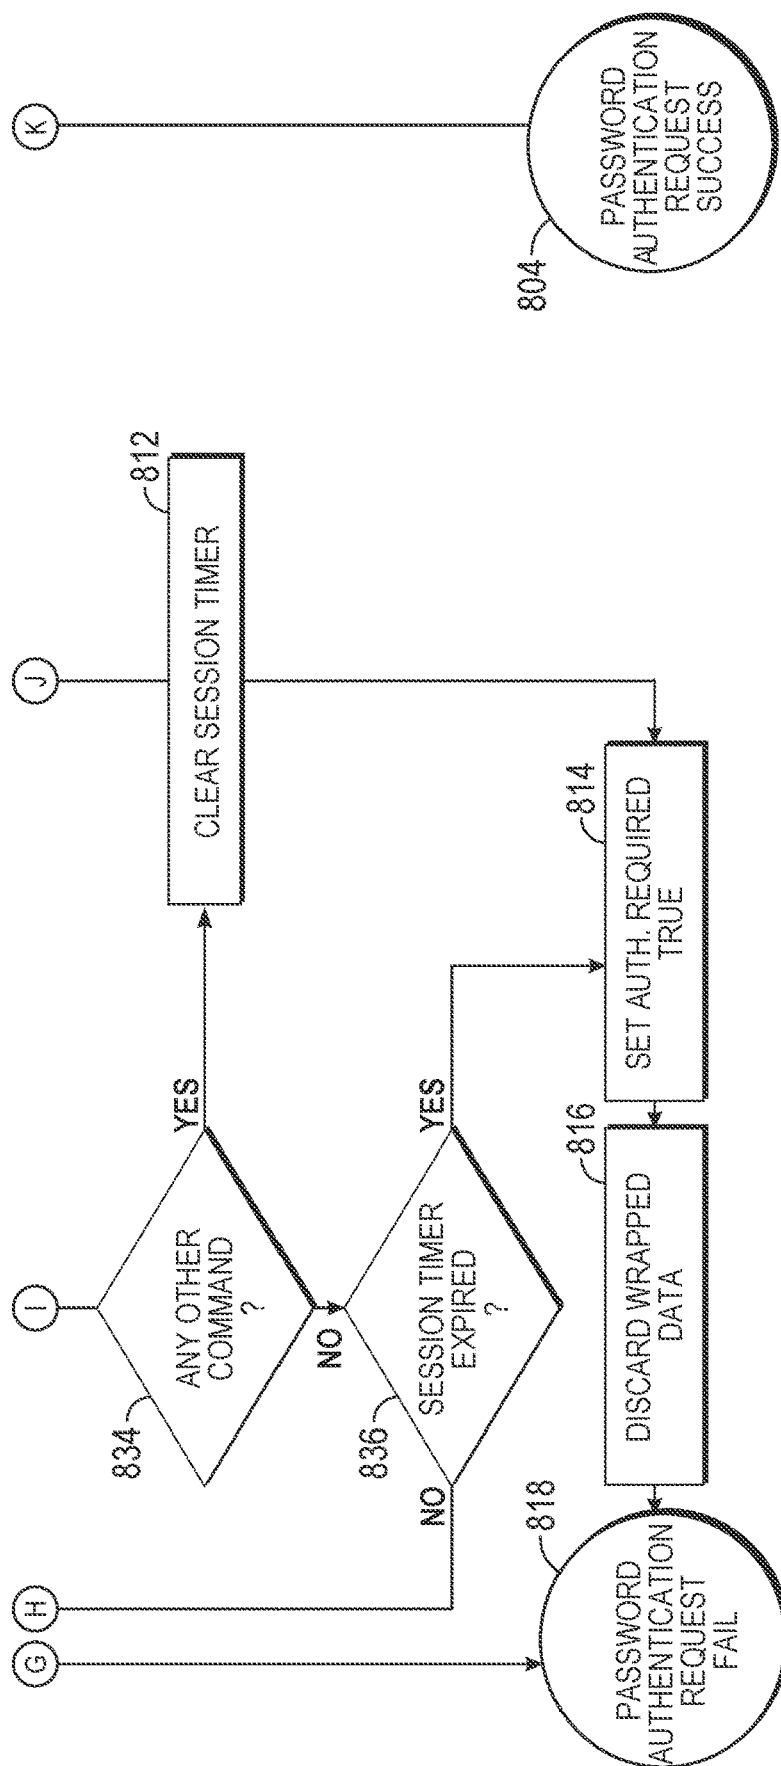 G
H
I
J
K
834
ANY OTHER
COMMAND
?
YES
812
CLEAR SESSION TIMER
NO
836
SESSION TIMER
EXPIRED
?
YES
NO
818
PASSWORD
AUTHENTICATION
REQUEST
FAIL
816
DISCARD WRAPPED
DATA
814
SET AUTH. REQUIRED
TRUE
804
PASSWORD
AUTHENTICATION
REQUEST
SUCCESS